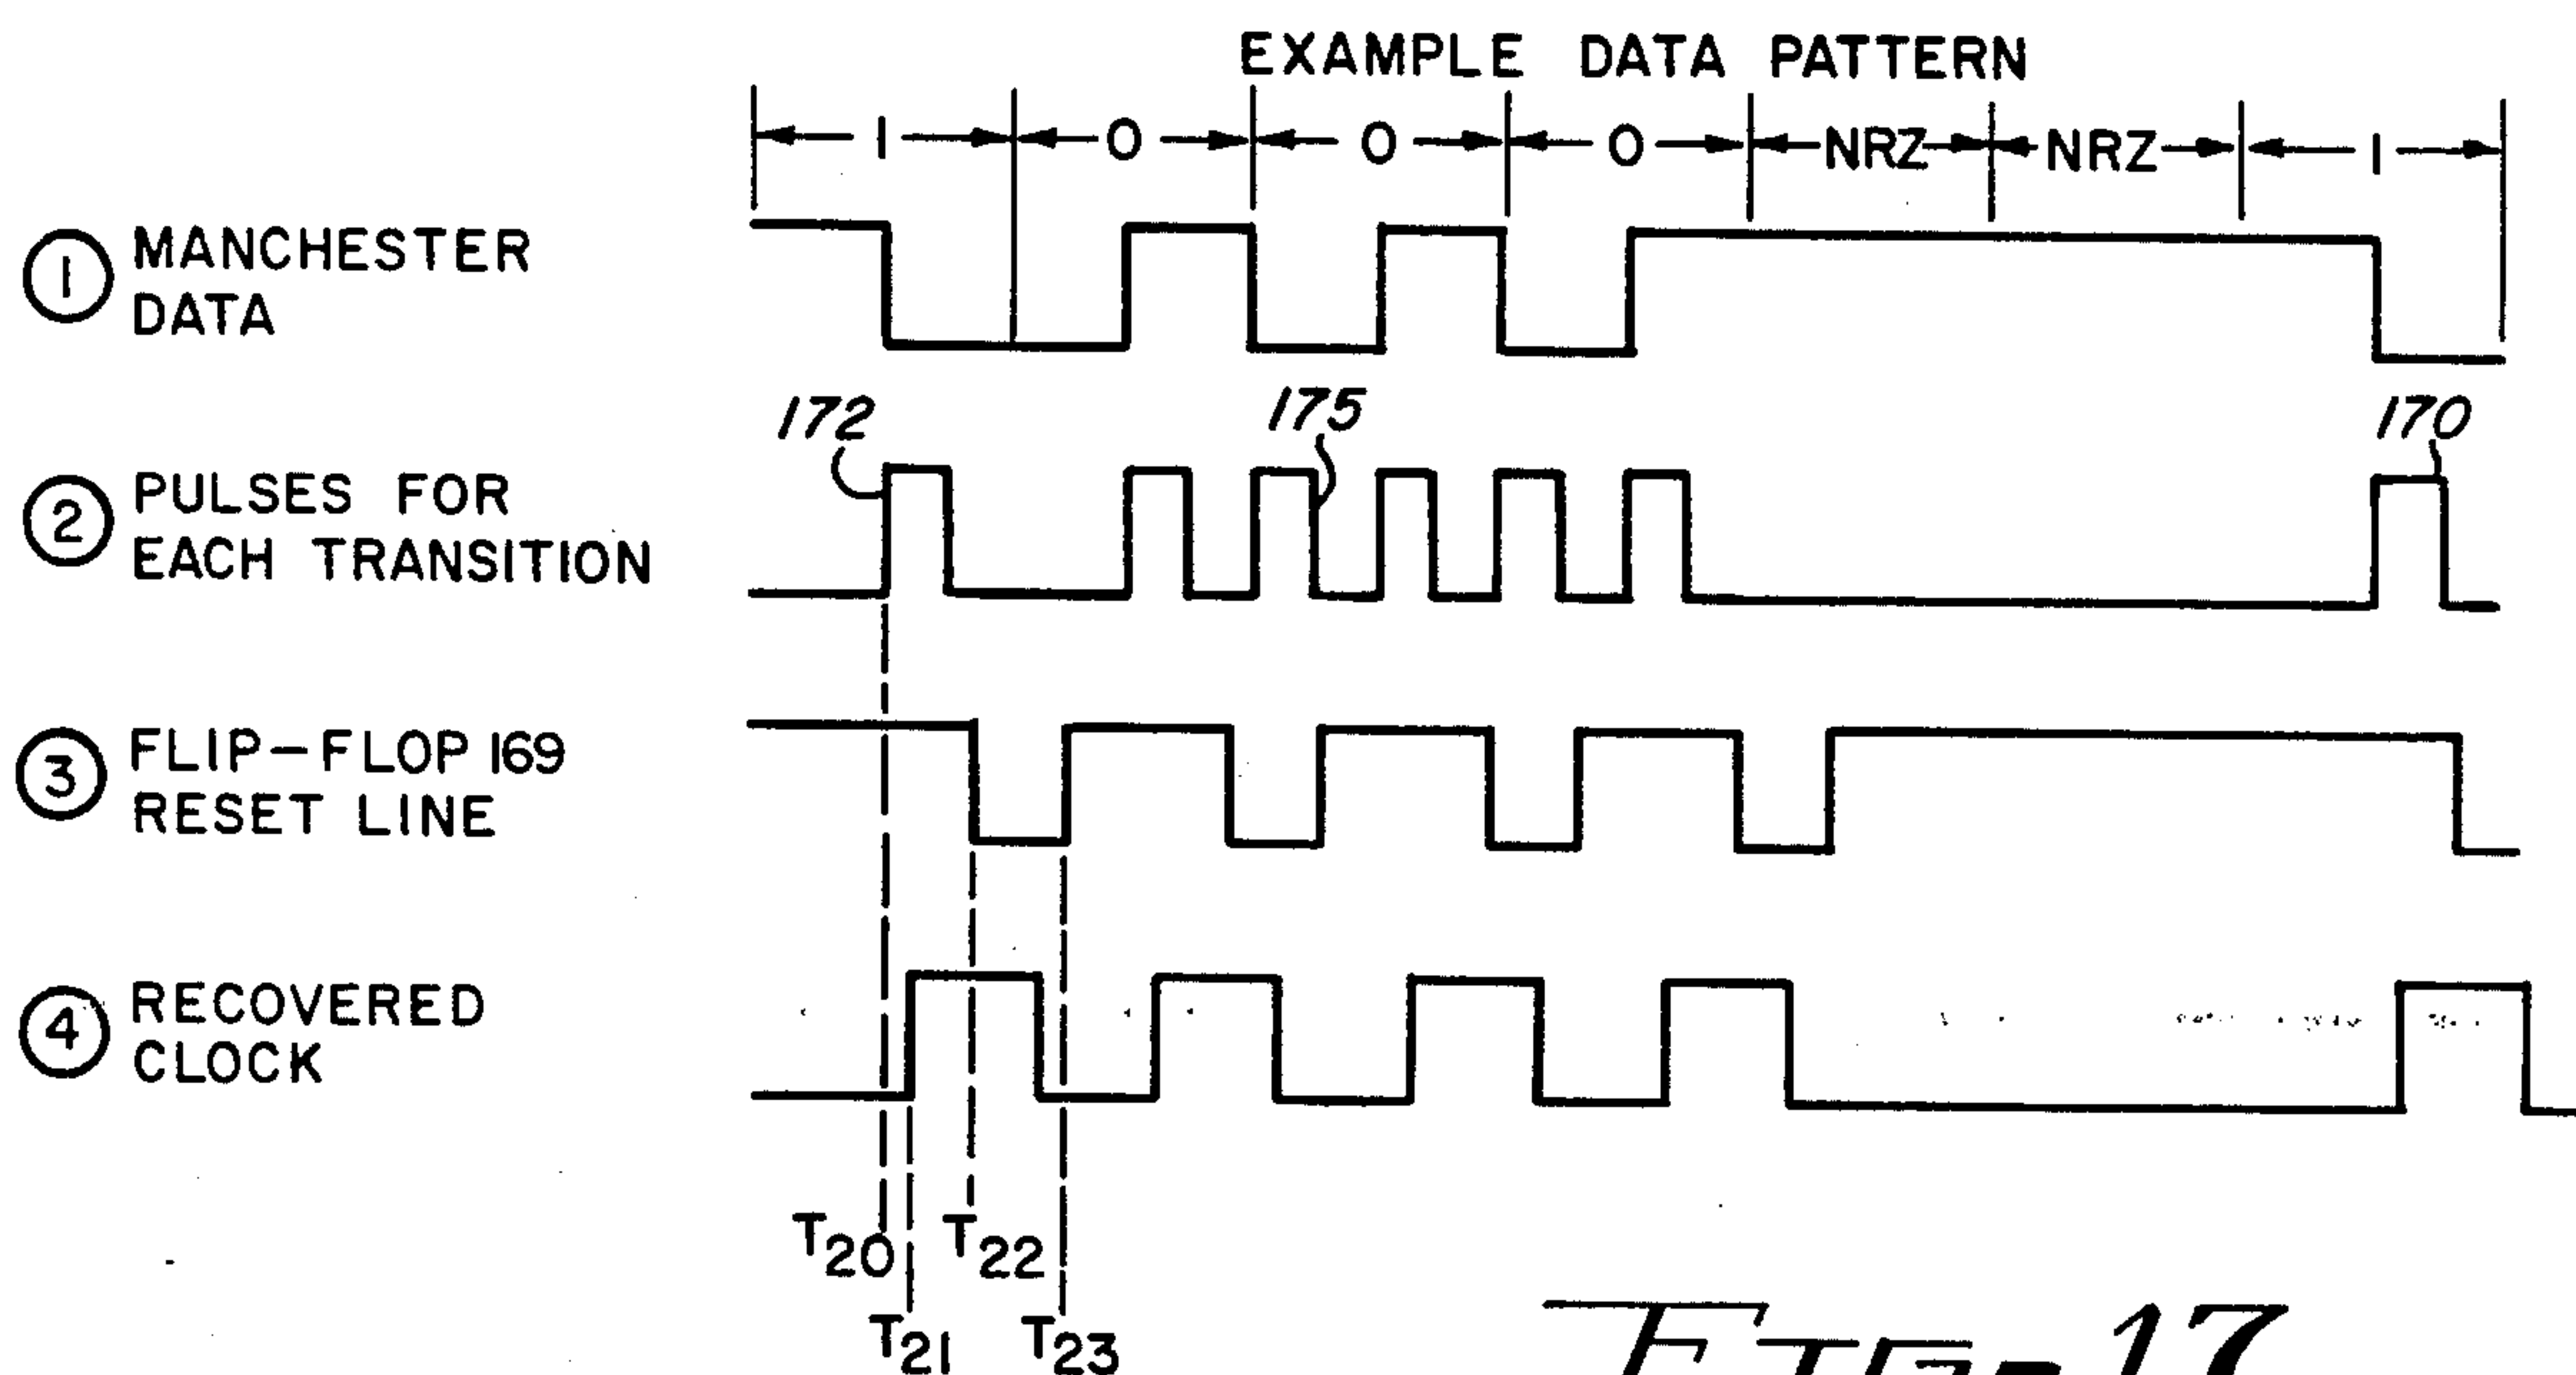 EXAMPLE DATA PATTERN
1 0 0 0 NRZ NRZ 1
1 MANCHESTER
DATA
172 175 170
2 PULSES FOR
EACH TRANSITION
3 FLIP-FLOP 169
RESET LINE
4 RECOVERED
CLOCK
T20 T22
T21 T23
FIG-17